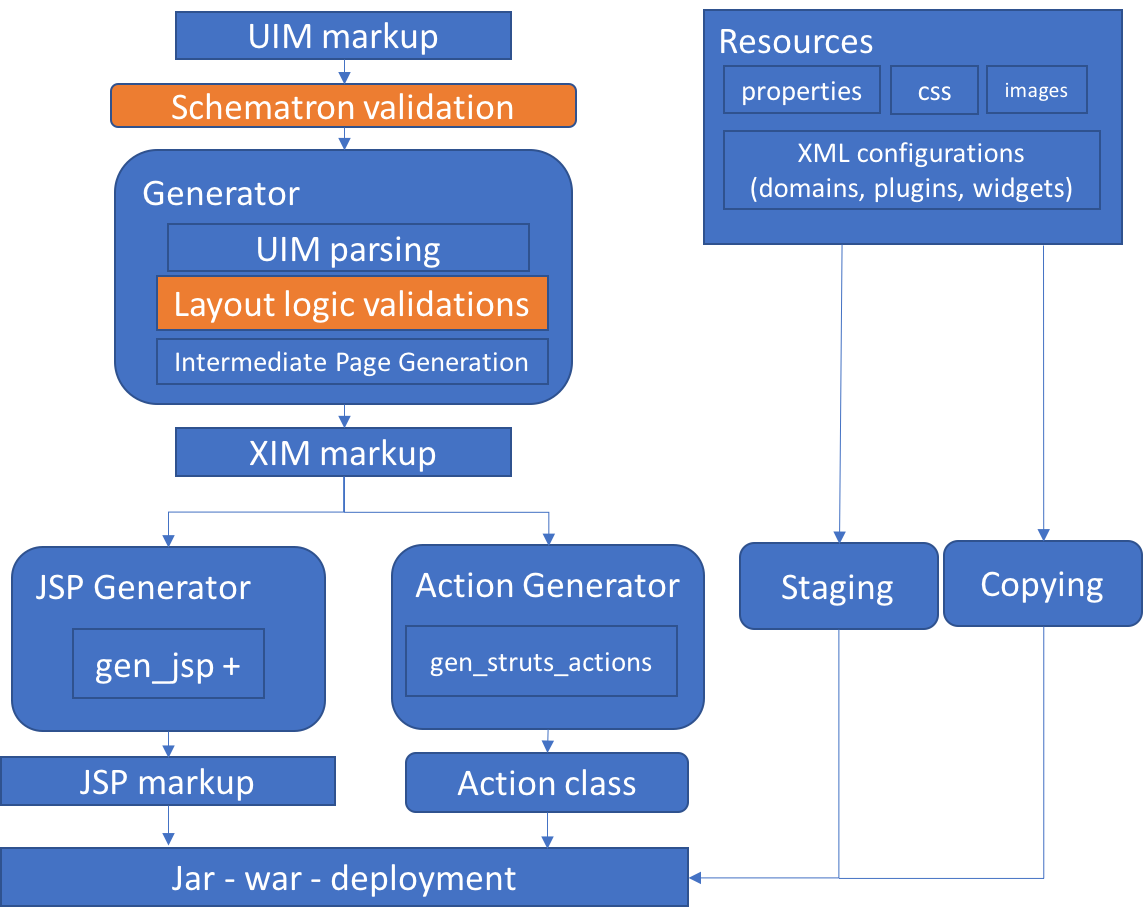 UIM markup
Schematron validation
Generator
UIM parsing
Layout logic validations
Intermediate Page Generation
XIM markup
JSP Generator
gen_jsp +
Action Generator
gen_struts_actions
JSP markup
Action class
Jar - war - deployment
Resources
properties
css
images
XML configurations
(domains, plugins, widgets)
Staging
Copying